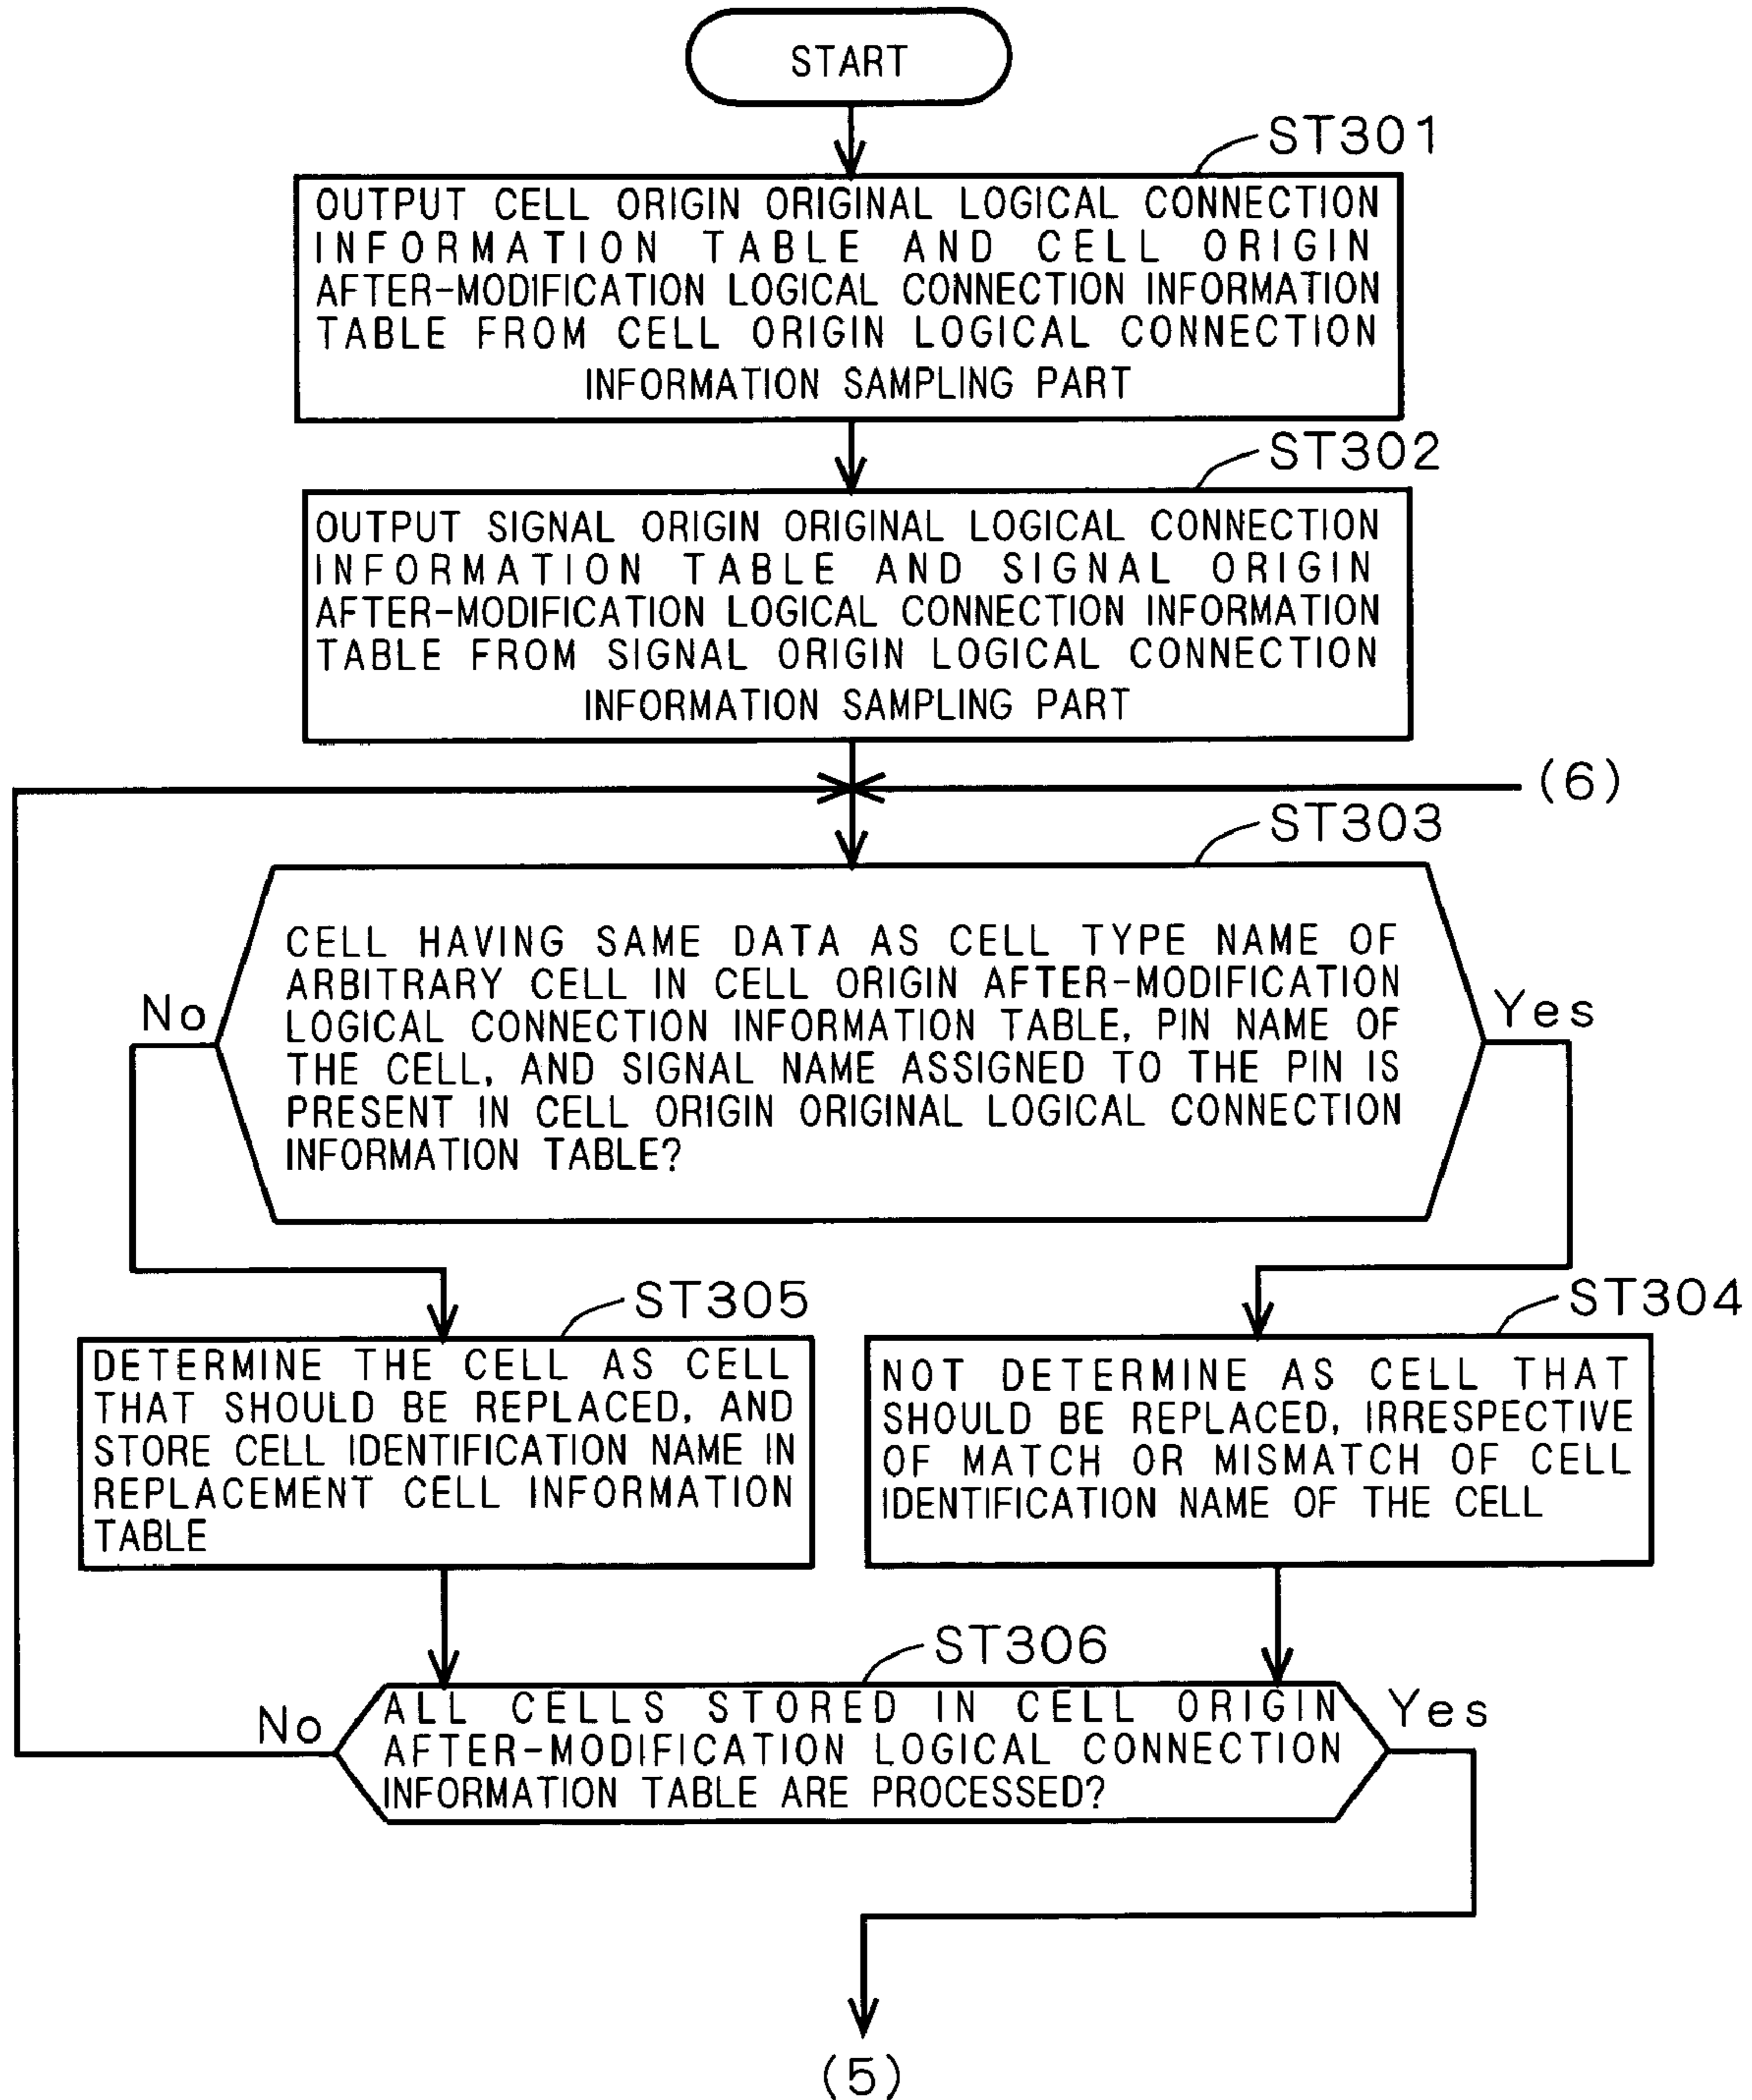 START
ST301
OUTPUT CELL ORIGIN ORIGINAL LOGICAL CONNECTION
INFORMATION TABLE AND CELL ORIGIN
AFTER-MODIFICATION LOGICAL CONNECTION INFORMATION
TABLE FROM CELL ORIGIN LOGICAL CONNECTION
INFORMATION SAMPLING PART
ST302
OUTPUT SIGNAL ORIGIN ORIGINAL LOGICAL CONNECTION
INFORMATION TABLE AND SIGNAL ORIGIN
AFTER-MODIFICATION LOGICAL CONNECTION INFORMATION
TABLE FROM SIGNAL ORIGIN LOGICAL CONNECTION
INFORMATION SAMPLING PART
(6)
ST303
CELL HAVING SAME DATA AS CELL TYPE NAME OF
ARBITRARY CELL IN CELL ORIGIN AFTER-MODIFICATION
LOGICAL CONNECTION INFORMATION TABLE, PIN NAME OF
THE CELL, AND SIGNAL NAME ASSIGNED TO THE PIN IS
PRESENT IN CELL ORIGIN ORIGINAL LOGICAL CONNECTION
INFORMATION TABLE?
No
Yes
ST305
DETERMINE THE CELL AS CELL
THAT SHOULD BE REPLACED, AND
STORE CELL IDENTIFICATION NAME IN
REPLACEMENT CELL INFORMATION
TABLE
ST304
NOT DETERMINE AS CELL THAT
SHOULD BE REPLACED, IRRESPECTIVE
OF MATCH OR MISMATCH OF CELL
IDENTIFICATION NAME OF THE CELL
ST306
ALL CELLS STORED IN CELL ORIGIN
AFTER-MODIFICATION LOGICAL CONNECTION
INFORMATION TABLE ARE PROCESSED?
No
Yes
(5)